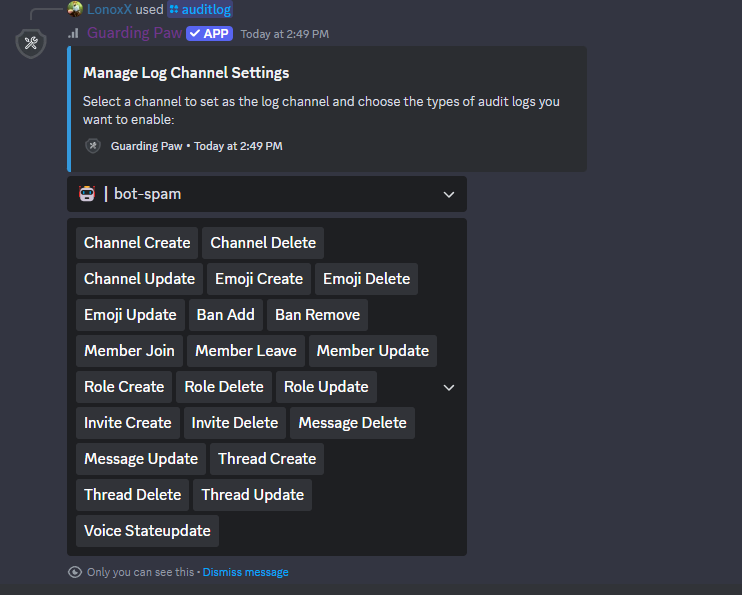 LonoxX used auditlog
Guarding Paw APP Today at 2:49 PM
Manage Log Channel Settings
Select a channel to set as the log channel and choose the types of audit logs you
want to enable:
Guarding Paw • Today at 2:49 PM
| bot-spam
Channel Create Channel Delete
Channel Update Emoji Create Emoji Delete
Emoji Update Ban Add Ban Remove
Member Join Member Leave Member Update
Role Create Role Delete Role Update
Invite Create Invite Delete Message Delete
Message Update Thread Create
Thread Delete Thread Update
Voice Stateupdate
Only you can see this • Dismiss message